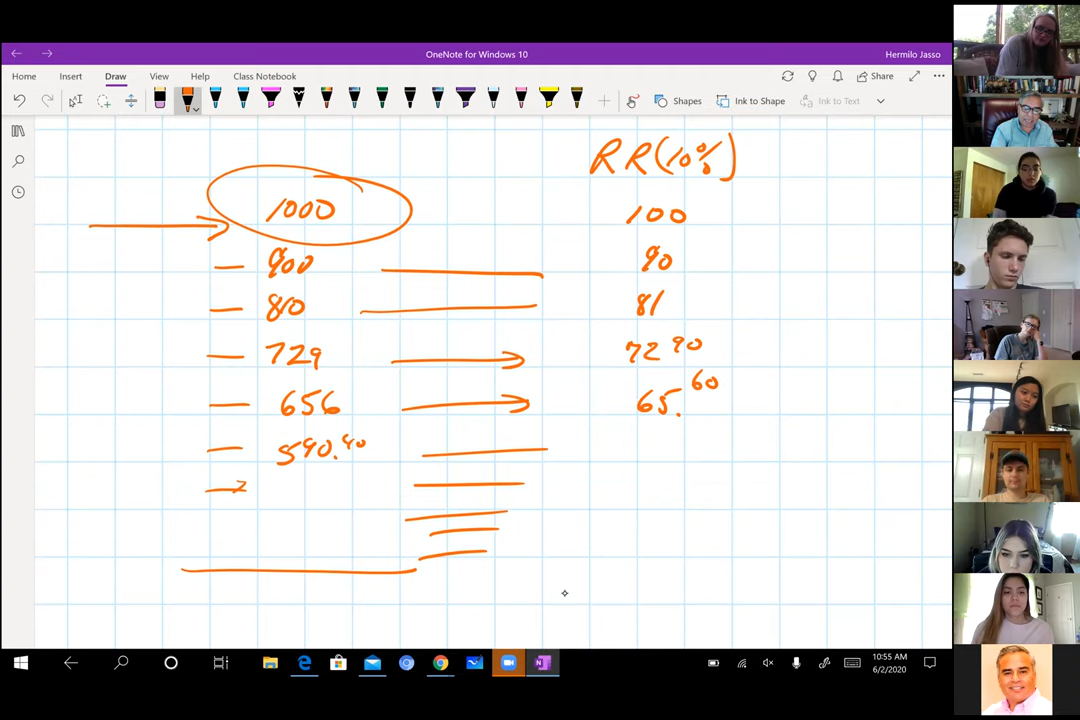 OneNote for Windows 10
Hermilo Jasso
Home Insert Draw View Help Class Notebook
Share
Shapes Ink to Shape Ink to Text
RR(10%)
1000 100
900 90
810 81
729 72 90
656 65. 60
590.40
10:55 AM
6/2/2020